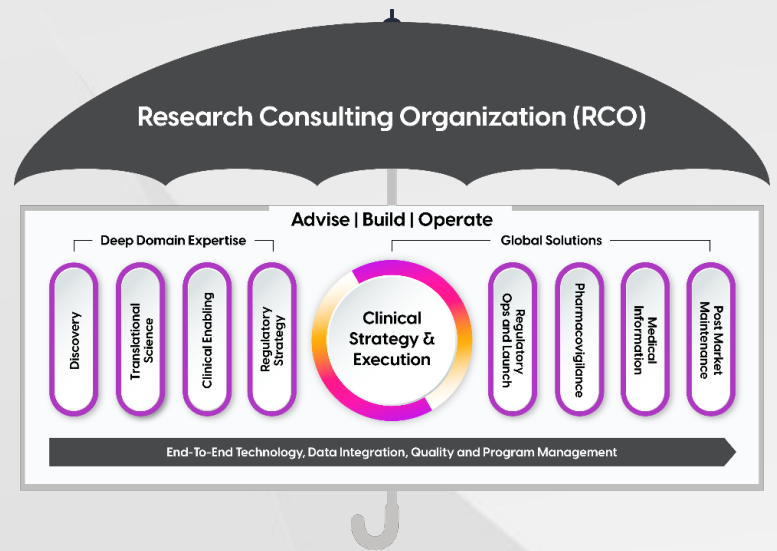 Research Consulting Organization (RCO)
Advise | Build | Operate
Deep Domain Expertise
Global Solutions
Discovery
Translational
Science
Clinical Enabling
Regulatory
Strategy
Clinical
Strategy &
Execution
Regulatory
Ops and Launch
Pharmacovigilance
Medical
Information
Post Market
Maintenance
End-To-End Technology, Data Integration, Quality and Program Management